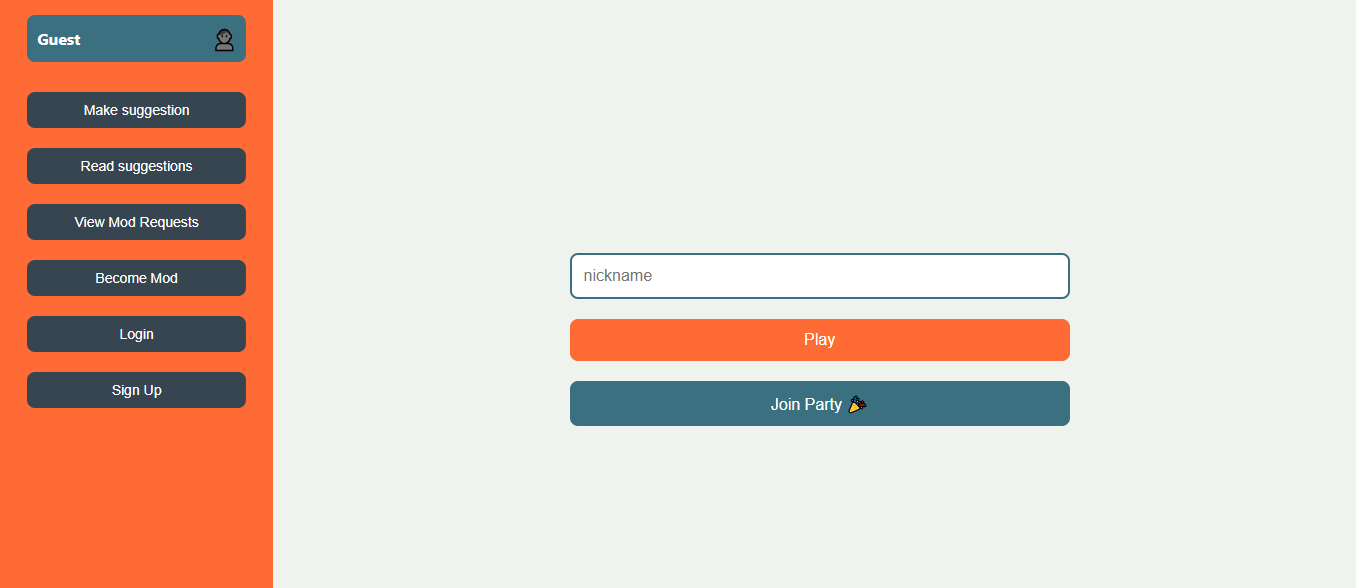 Guest
Make suggestion
Read suggestions
View Mod Requests
Become Mod
Login
Sign Up
nickname
Play
Join Party